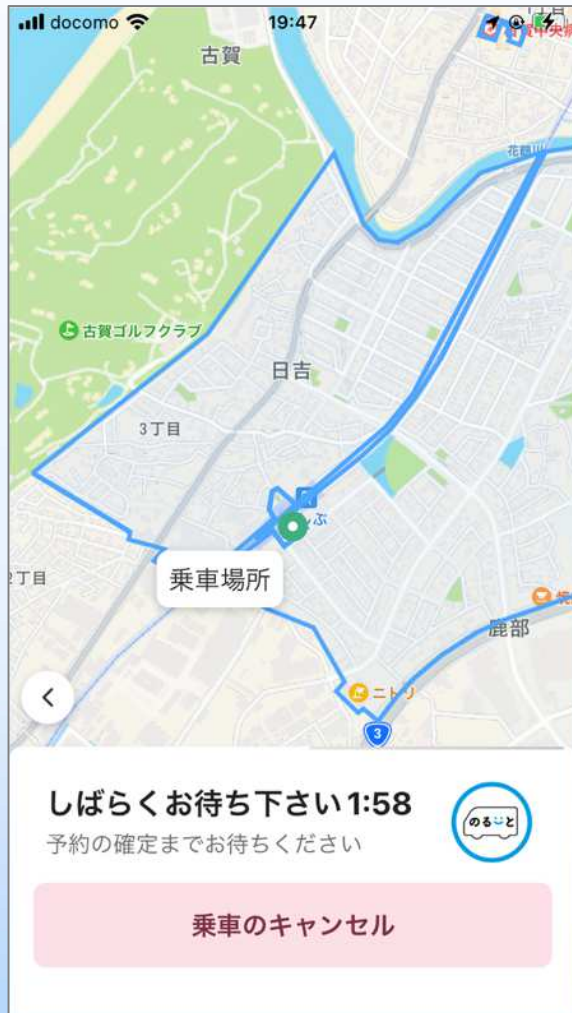 docomo
19:47
古賀
古賀ゴルフクラブ
日吉
3丁目
乗車場所
2丁目
鹿部
ニトリ
3
しばらくお待ち下さい1:58
予約の確定までお待ちください
のるーと
乗車のキャンセル